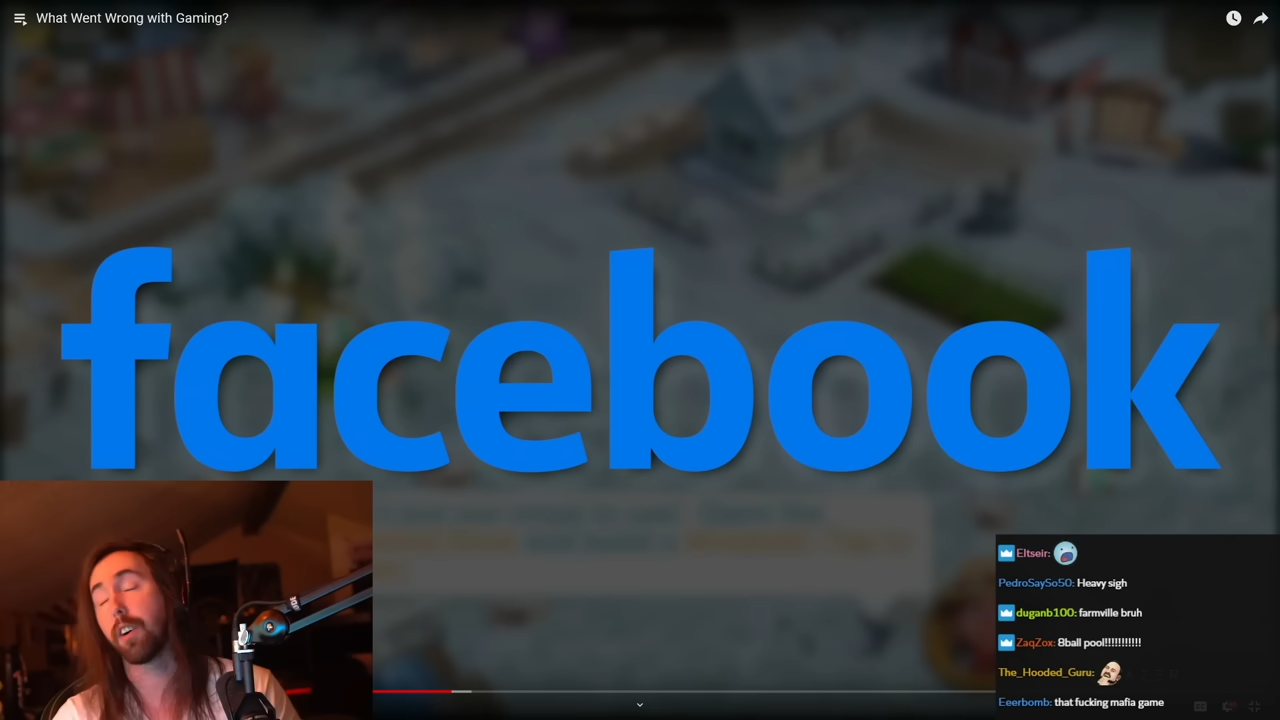 What Went Wrong with Gaming?
facebook
Eltseir:
PedroSaySo50: Heavy sigh
duganb100: farmville bruh
ZaqZox: 8ball pool!!!!!!!!!!!
The_Hooded_Guru:
Eeerbomb: that fucking mafia game